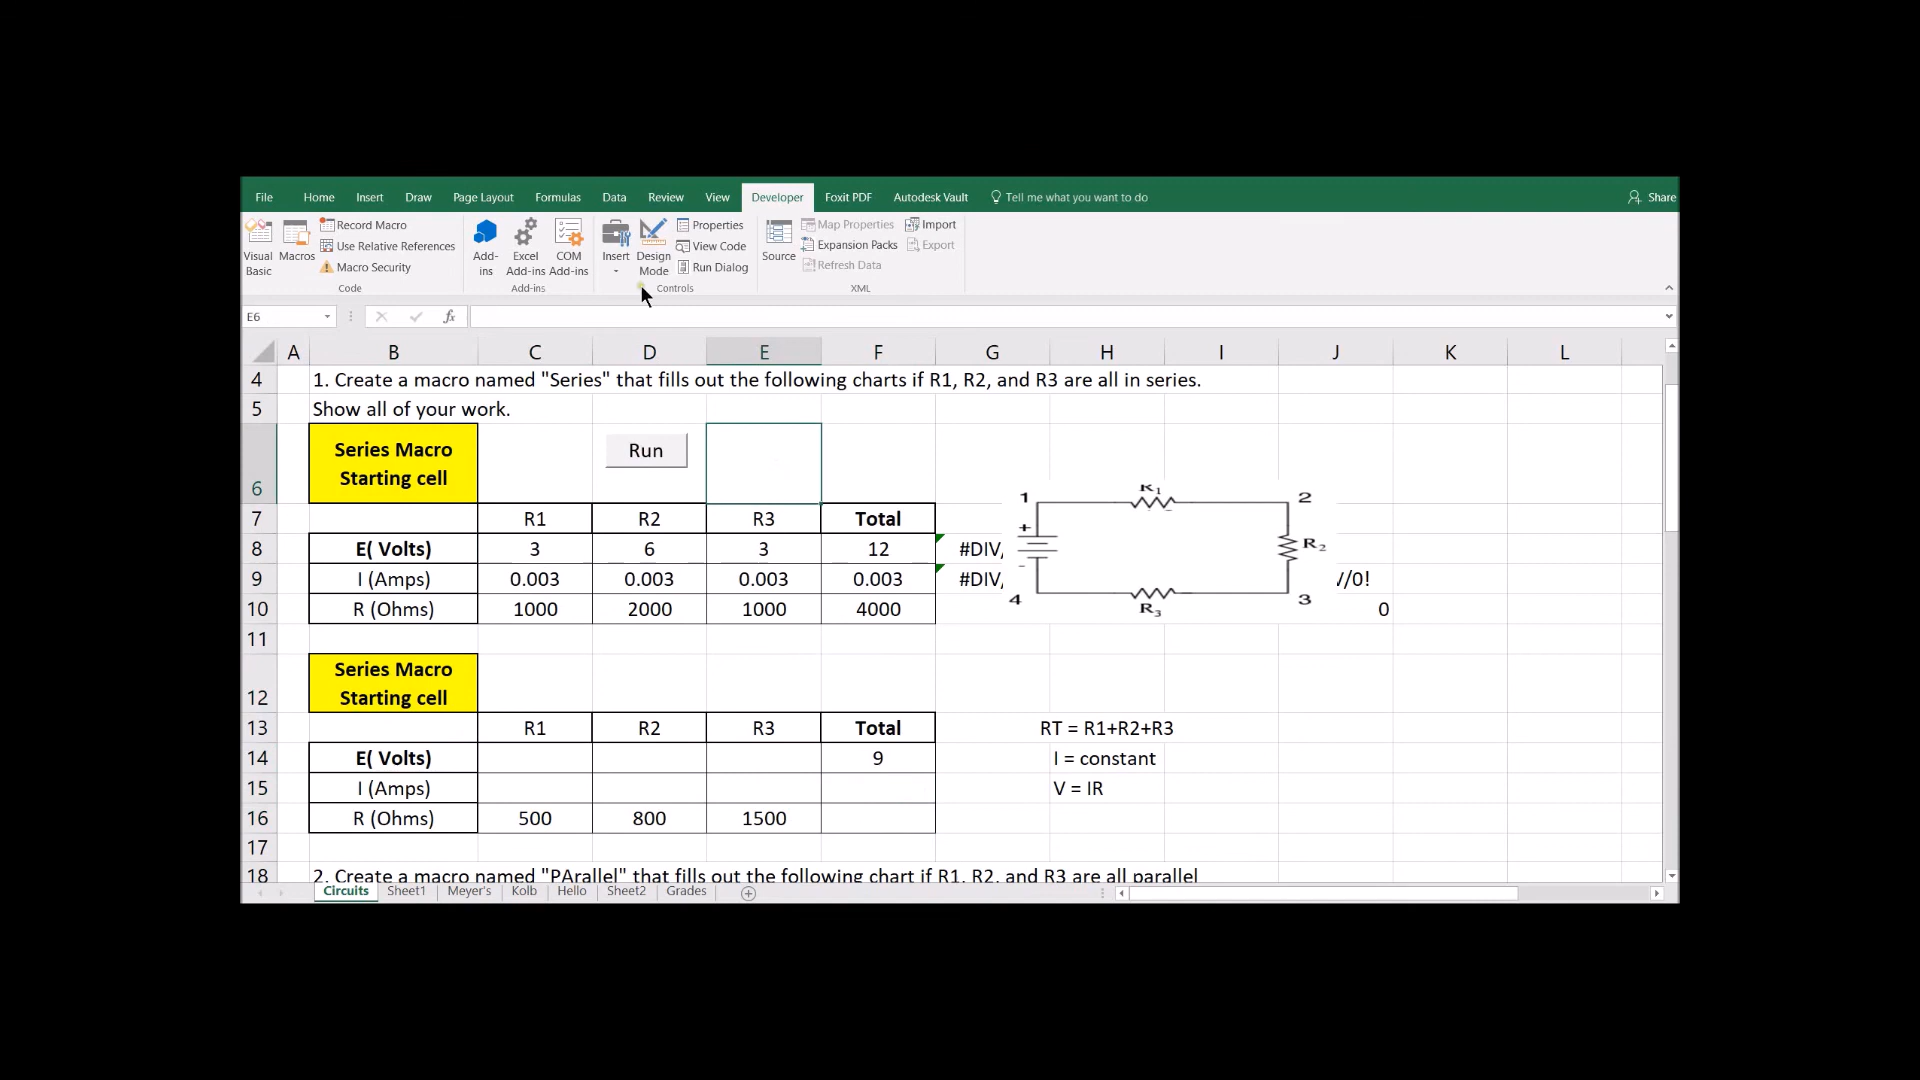 File Home Insert Draw Page Layout Formulas Data Review View Developer Foxit PDF Autodesk Vault Tell me what you want to do Share
Visual Basic
Macros
Record Macro
Use Relative References
Macro Security
Code
Add-ins
Excel Add-ins
COM Add-ins
Add-ins
Insert
Design Mode
Properties
View Code
Run Dialog
Controls
Source
Map Properties
Expansion Packs
Refresh Data
Import
Export
XML
E6 fx
A B C D E F G H I J K L
4 1. Create a macro named "Series" that fills out the following charts if R1, R2, and R3 are all in series.
5 Show all of your work.
6 Series Macro Starting cell Run
7 R1 R2 R3 Total
8 E( Volts) 3 6 3 12 #DIV/
9 I (Amps) 0.003 0.003 0.003 0.003 #DIV/ V/0!
10 R (Ohms) 1000 2000 1000 4000 0
1 R1 2
+ R2
-
4 R3 3
11
12 Series Macro Starting cell
13 R1 R2 R3 Total RT = R1+R2+R3
14 E( Volts) 9 I = constant
15 I (Amps) V = IR
16 R (Ohms) 500 800 1500
17
18 2. Create a macro named "PArallel" that fills out the following chart if R1, R2, and R3 are all parallel
Circuits Sheet1 Meyer's Kolb Hello Sheet2 Grades